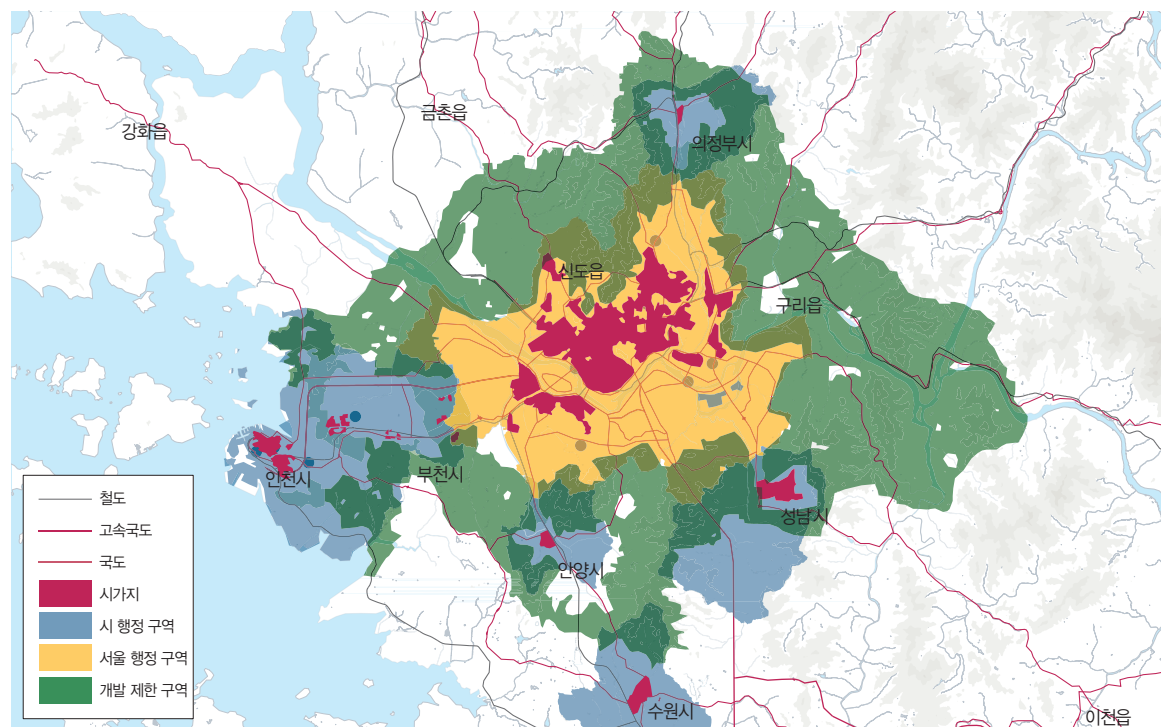 금촌읍
강화읍
의정부시
신도읍
구리읍
부천시
인천시
성남시
안양시
수원시
이천읍
철도
고속국도
국도
시가지
시 행정 구역
서울 행정 구역
개발 제한 구역